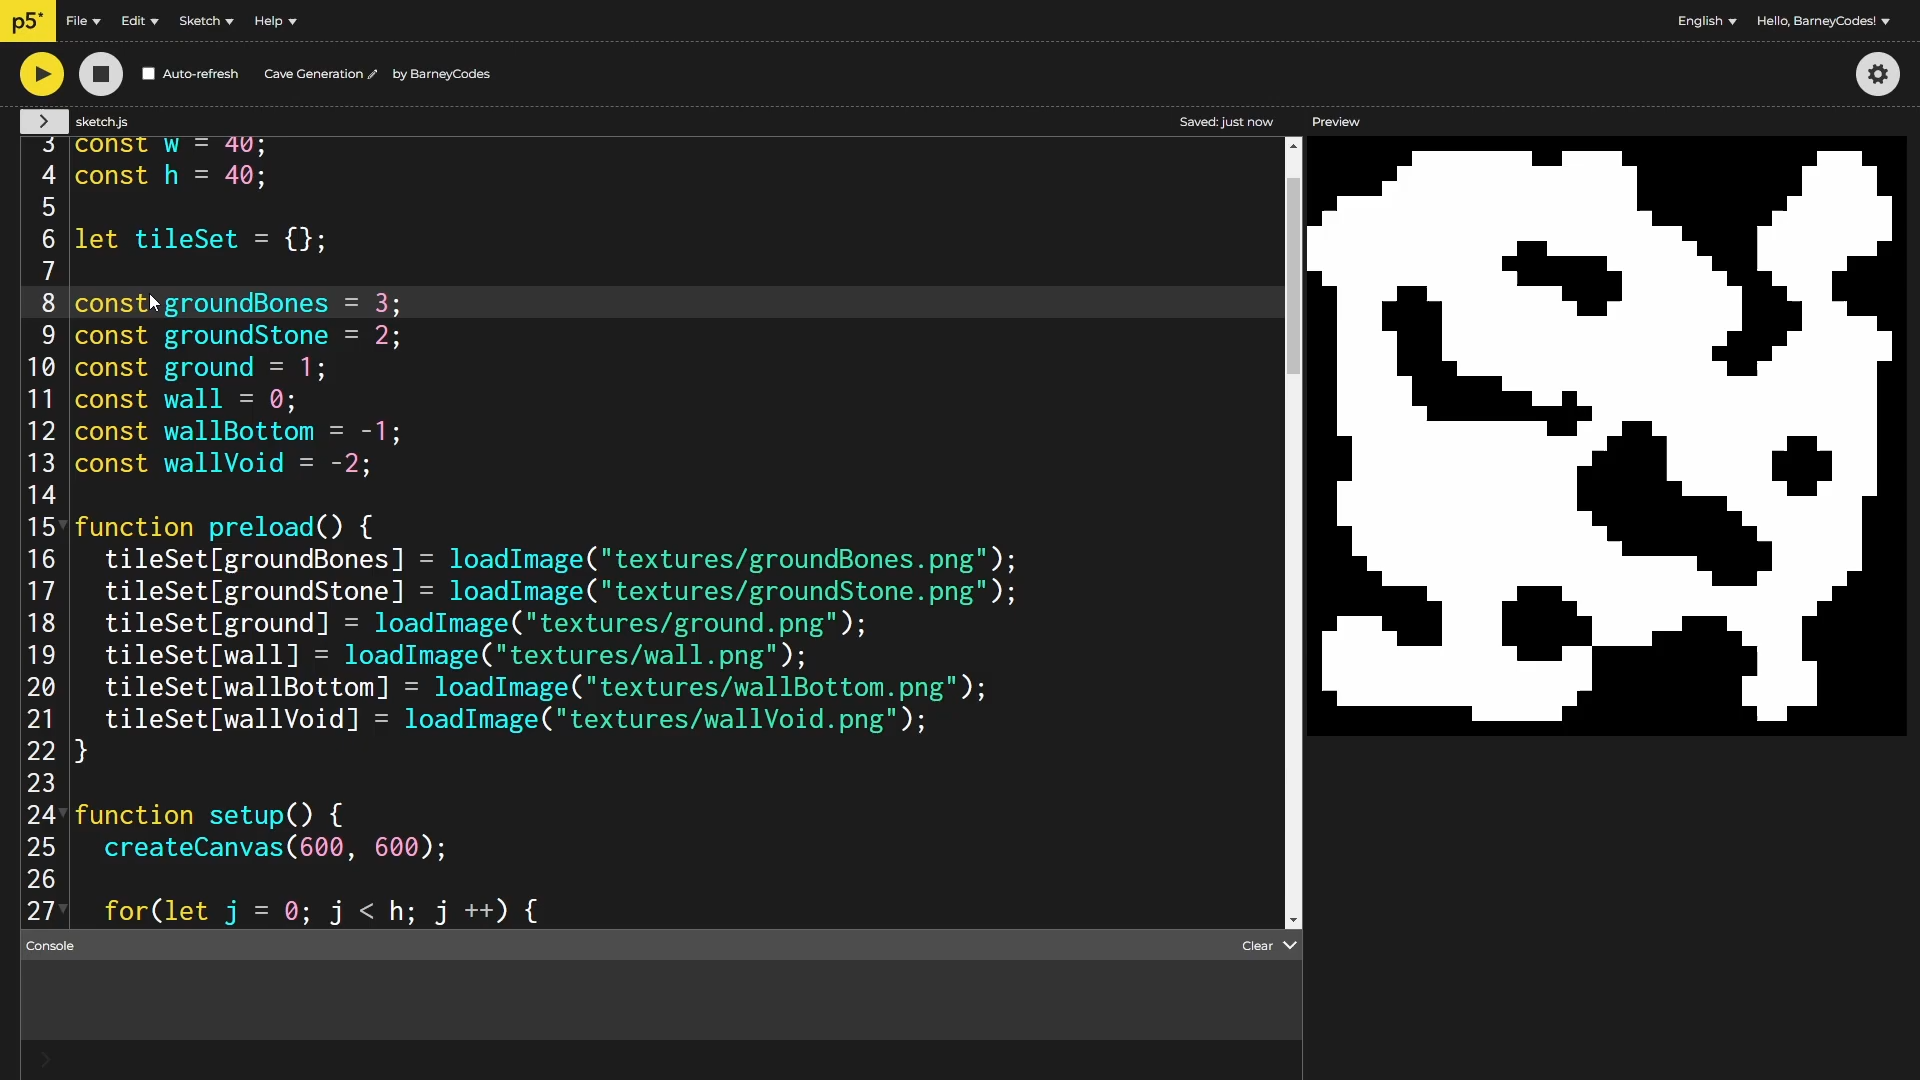 p5*
File Edit Sketch Help
English Hello, BarneyCodes!
Auto-refresh Cave Generation by BarneyCodes
sketch.js Saved: just now Preview
3 const w = 40;
4 const h = 40;
5
6 let tileSet = {};
7
8 const groundBones = 3;
9 const groundStone = 2;
10 const ground = 1;
11 const wall = 0;
12 const wallBottom = -1;
13 const wallVoid = -2;
14
15 function preload() {
16 tileSet[groundBones] = loadImage("textures/groundBones.png");
17 tileSet[groundStone] = loadImage("textures/groundStone.png");
18 tileSet[ground] = loadImage("textures/ground.png");
19 tileSet[wall] = loadImage("textures/wall.png");
20 tileSet[wallBottom] = loadImage("textures/wallBottom.png");
21 tileSet[wallVoid] = loadImage("textures/wallVoid.png");
22 }
23
24 function setup() {
25 createCanvas(600, 600);
26
27 for(let j = 0; j < h; j ++) {
Console Clear